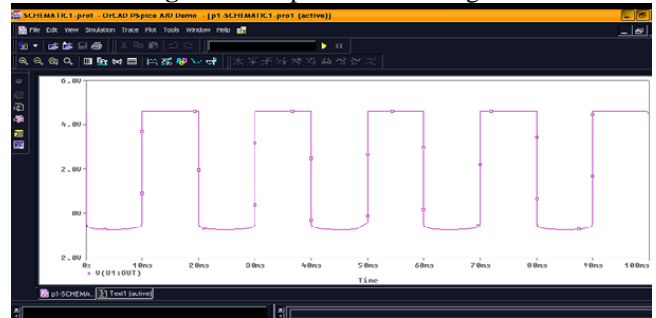 SCHEMATIC1-pro1 - OrCAD PSpice A/D Demo - [p1-SCHEMATIC1-pro1 (active)]
File Edit View Simulation Trace Plot Tools Window Help
6.0V
4.0V
2.0V
0V
2.0V
0s 10ms 20ms 30ms 40ms 50ms 60ms 70ms 80ms 90ms 100ms
V(U1:OUT)
Time
p1-SCHEMA... Text1 (active)